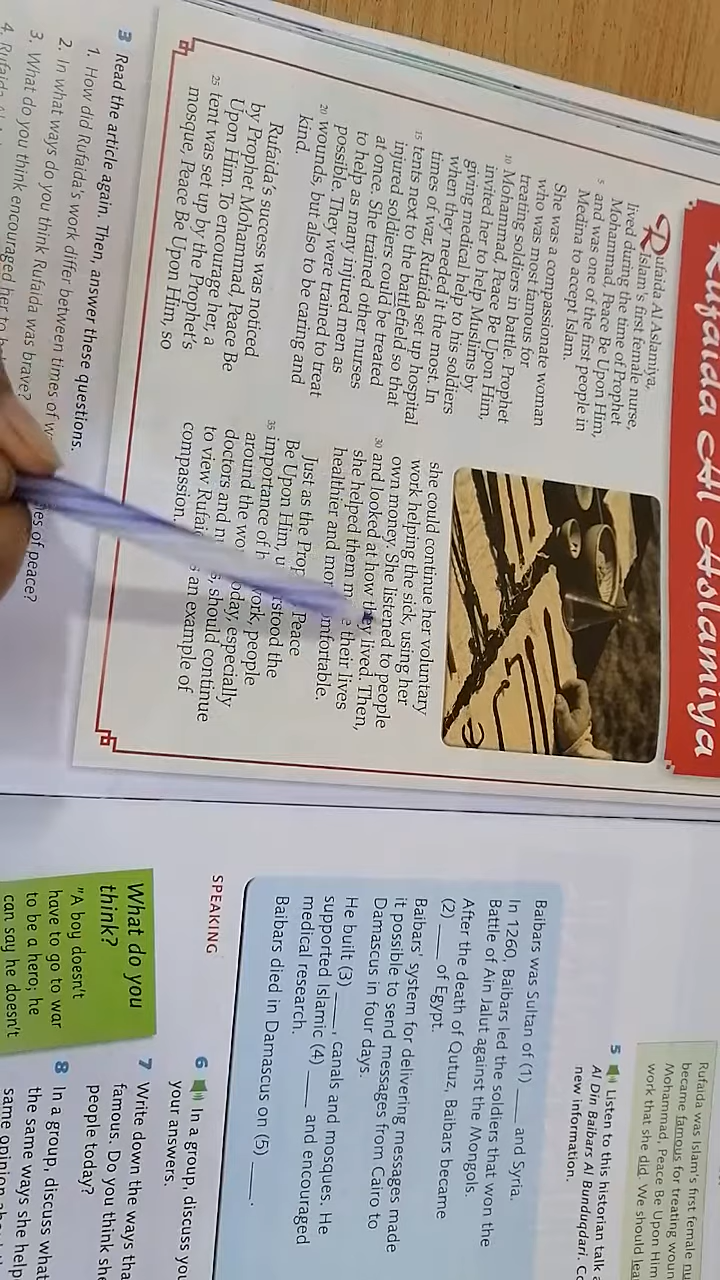 Rufaida Al Aslamiya
Rufaida Al Aslamiya,
Islam's first female nurse,
lived during the time of Prophet
Mohammad, Peace Be Upon Him,
5 and was one of the first people in
Medina to accept Islam.
She was a compassionate woman
who was most famous for
treating soldiers in battle. Prophet
10 Mohammad, Peace Be Upon Him,
invited her to help Muslims by
giving medical help to his soldiers
when they needed it the most. In
times of war, Rufaida set up hospital
15 tents next to the battlefield so that
injured soldiers could be treated
at once. She trained other nurses
to help as many injured men as
possible. They were trained to treat
20 wounds, but also to be caring and
kind.
Rufaida's success was noticed
by Prophet Mohammad, Peace Be
Upon Him. To encourage her, a
25 tent was set up by the Prophet's
mosque, Peace Be Upon Him, so
she could continue her voluntary
work helping the sick, using her
own money. She listened to people
30 and looked at how they lived. Then,
she helped them their lives
healthier and
Just as the Peace
Be Upon Him, the
35 importance of people
around the today, especially
doctors and should continue
to view an example of
compassion.
3 Read the article again. Then, answer these questions.
1. How did Rufaida's work differ between times of
of peace?
2. In what ways do you think Rufaida was brave?
3. What do you think encouraged her to
4. Rufaida
Rufaida was Islam's first female
became famous for treating
Mohammad, Peace Be Upon Him
work that she did. We should
5 Listen to this historian talk
Al Din Baibars Al Bunduqdari.
new information.
Baibars was Sultan of (1) ____ and Syria.
In 1260, Baibars led the soldiers that won the
Battle of Ain Jalut against the Mongols.
After the death of Qutuz, Baibars became
(2) ____ of Egypt.
Baibars' system for delivering messages made
it possible to send messages from Cairo to
Damascus in four days.
He built (3) ____, canals and mosques. He
supported Islamic (4) ____ and encouraged
medical research.
Baibars died in Damascus on (5) ____.
SPEAKING
6 In a group, discuss
your answers.
What do you
think?
"A boy doesn't
have to go to war
to be a hero; he
can say he doesn't
7 Write down the ways
famous. Do you think
people today?
8 In a group, discuss what
the same ways she
same opinion